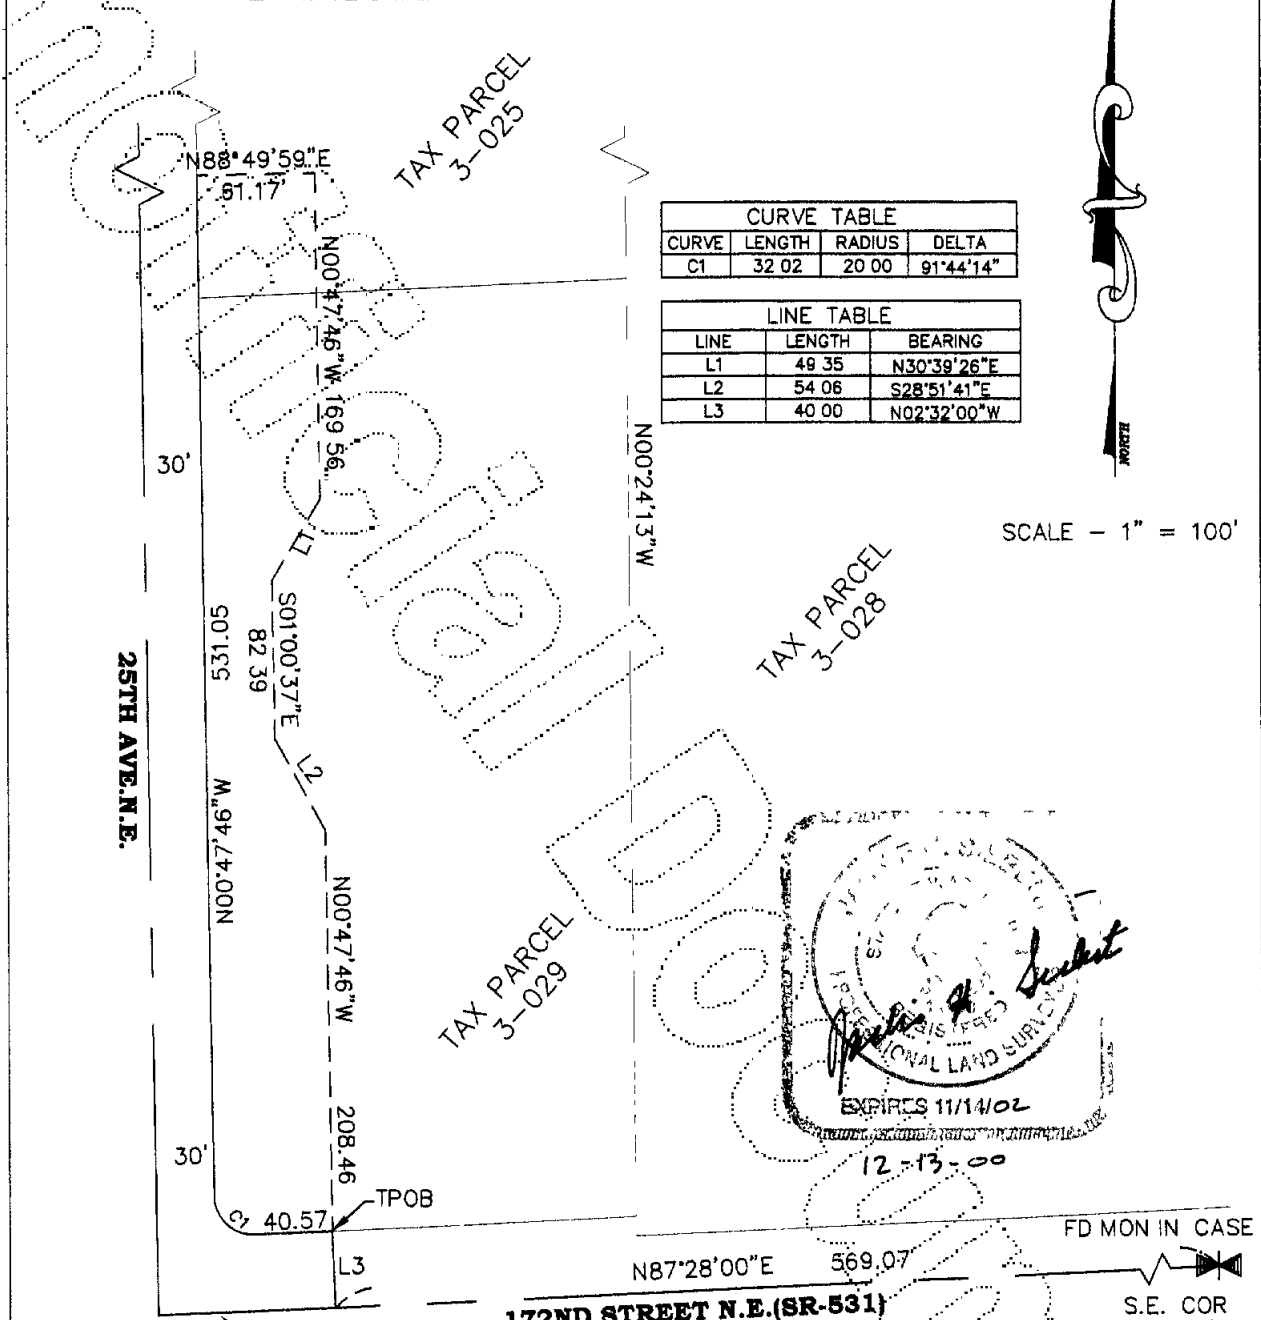 TAX PARCEL
3-025
N88°49'59"E
61.17'
N00°47'46"W 169 56
CURVE TABLE
CURVE LENGTH RADIUS DELTA
C1 32 02 20 00 91°44'14"
LINE TABLE
LINE LENGTH BEARING
L1 49 35 N30°39'26"E
L2 54 06 S28°51'41"E
L3 40 00 N02°32'00"W
NORTH
SCALE – 1" = 100'
30'
N00°24'13"W
L1
TAX PARCEL
3-028
531.05
S01°00'37"E
82 39
25TH AVE.N.E.
L2
N00°47'46"W
N00°47'46"W
TAX PARCEL
3-029
REGISTERED
PROFESSIONAL LAND SURVEYOR
EXPIRES 11/14/02
12-13-00
208.46
30'
TPOB
C1 40.57
L3
FD MON IN CASE
N87°28'00"E 569.07
172ND STREET N.E.(SR-531)
S.E. COR